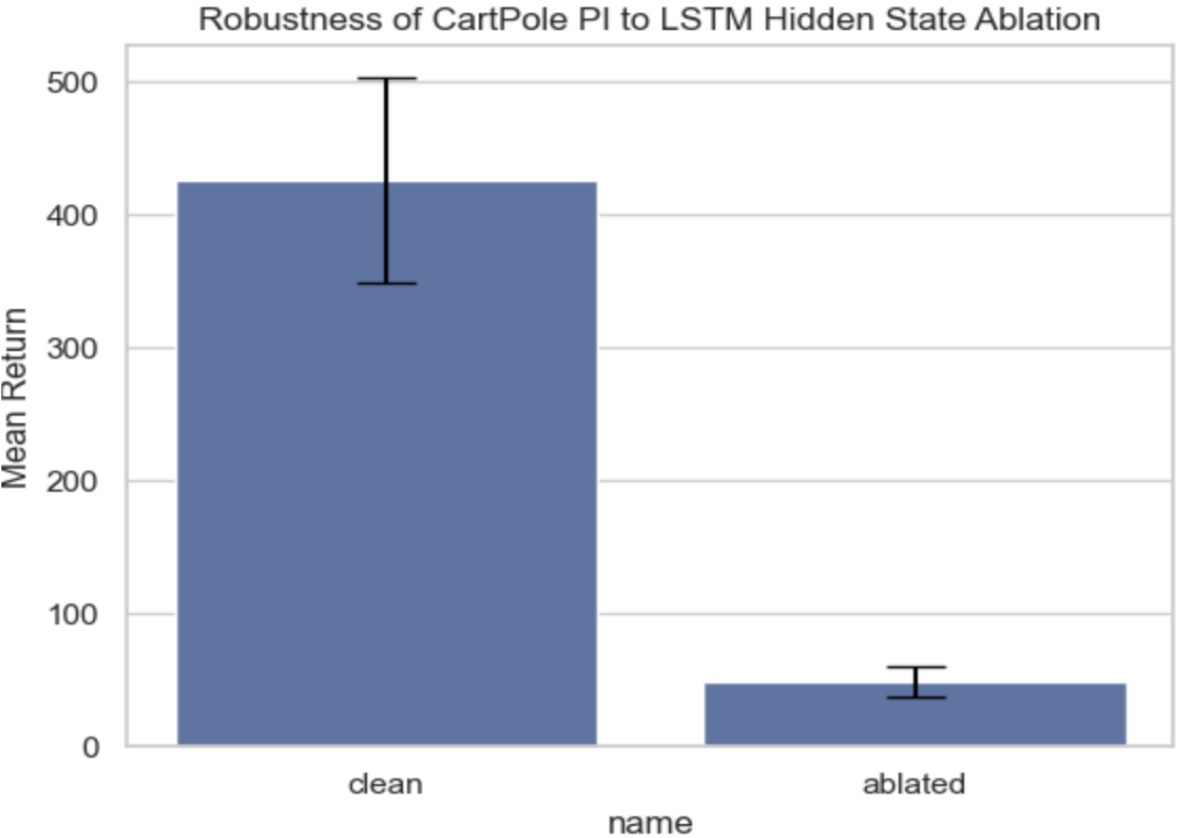 Robustness of CartPole PI to LSTM Hidden State Ablation
Mean Return
500
400
300
200
100
0
clean
ablated
name